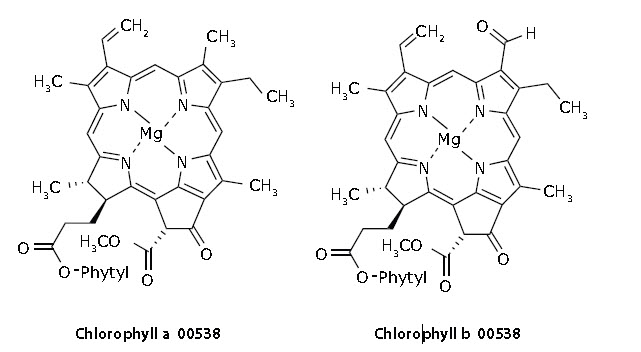 CH₂
CH₃
H₃C
CH₃
N
N
Mg
N
N
H₃C
CH₃
H₃CO
O
O
O-Phytyl
O
Chlorophyll a 00538
CH₂
O
H
H₃C
CH₃
N
N
Mg
N
N
H₃C
CH₃
H₃CO
O
O
O-Phytyl
O
Chlorophyll b 00538